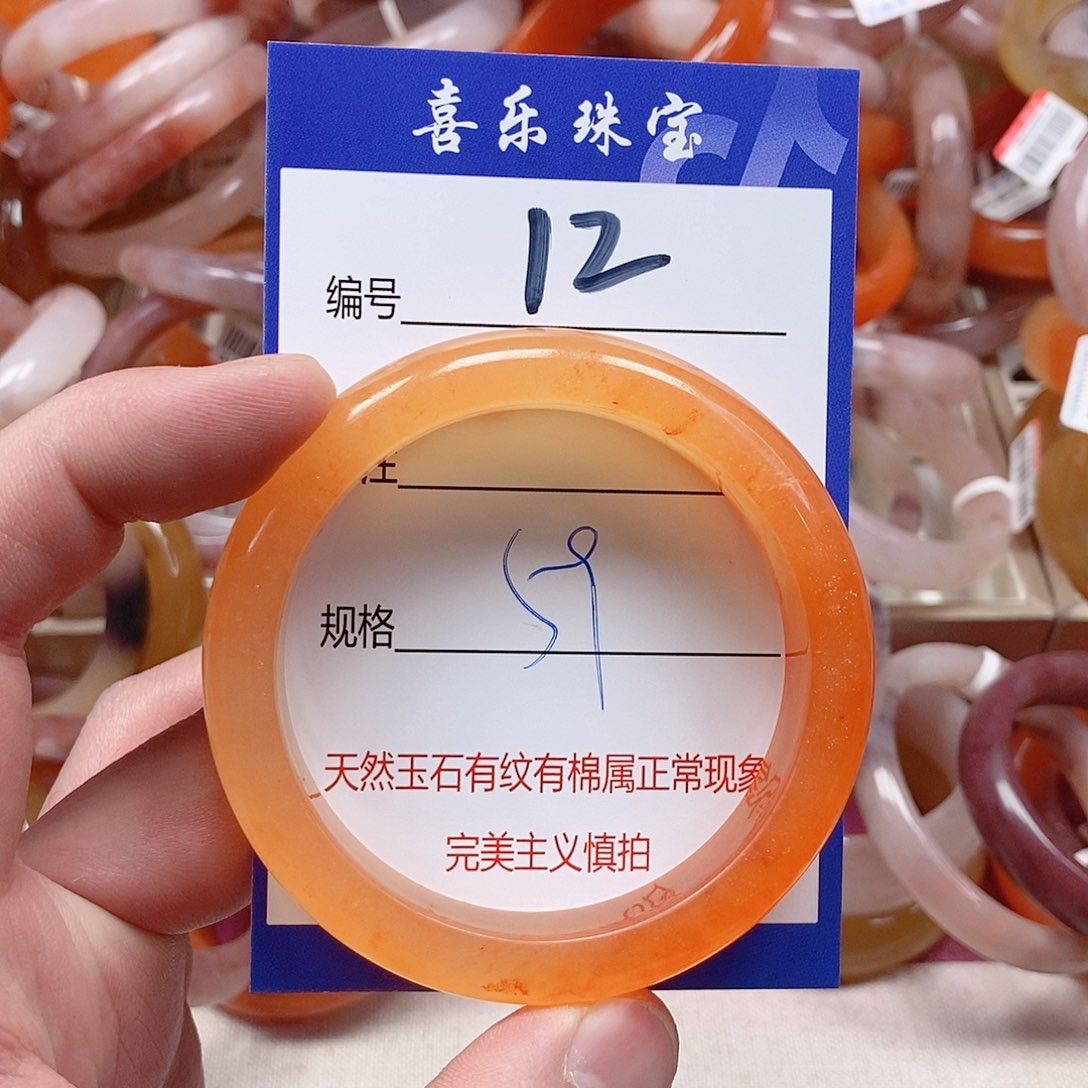 喜乐珠宝
编号 12
注
规格 59
天然玉石有纹有棉属正常现象
完美主义慎拍